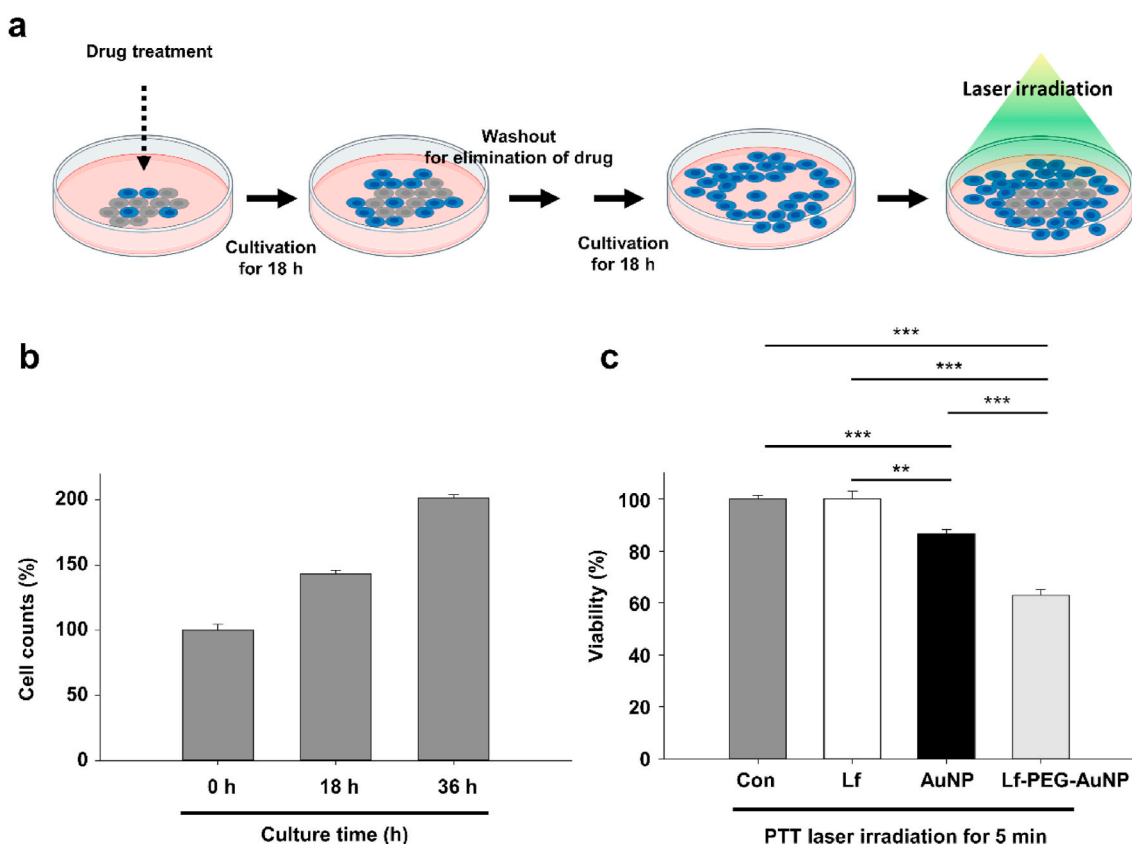 a
Drug treatment
Laser irradiation
Washout
for elimination of drug
Cultivation
for 18 h
Cultivation
for 18 h
b
Cell counts (%)
200
150
100
50
0
0 h 18 h 36 h
Culture time (h)
c
***
***
***
***
**
Viability (%)
100
80
60
40
20
0
Con Lf AuNP Lf-PEG-AuNP
PTT laser irradiation for 5 min